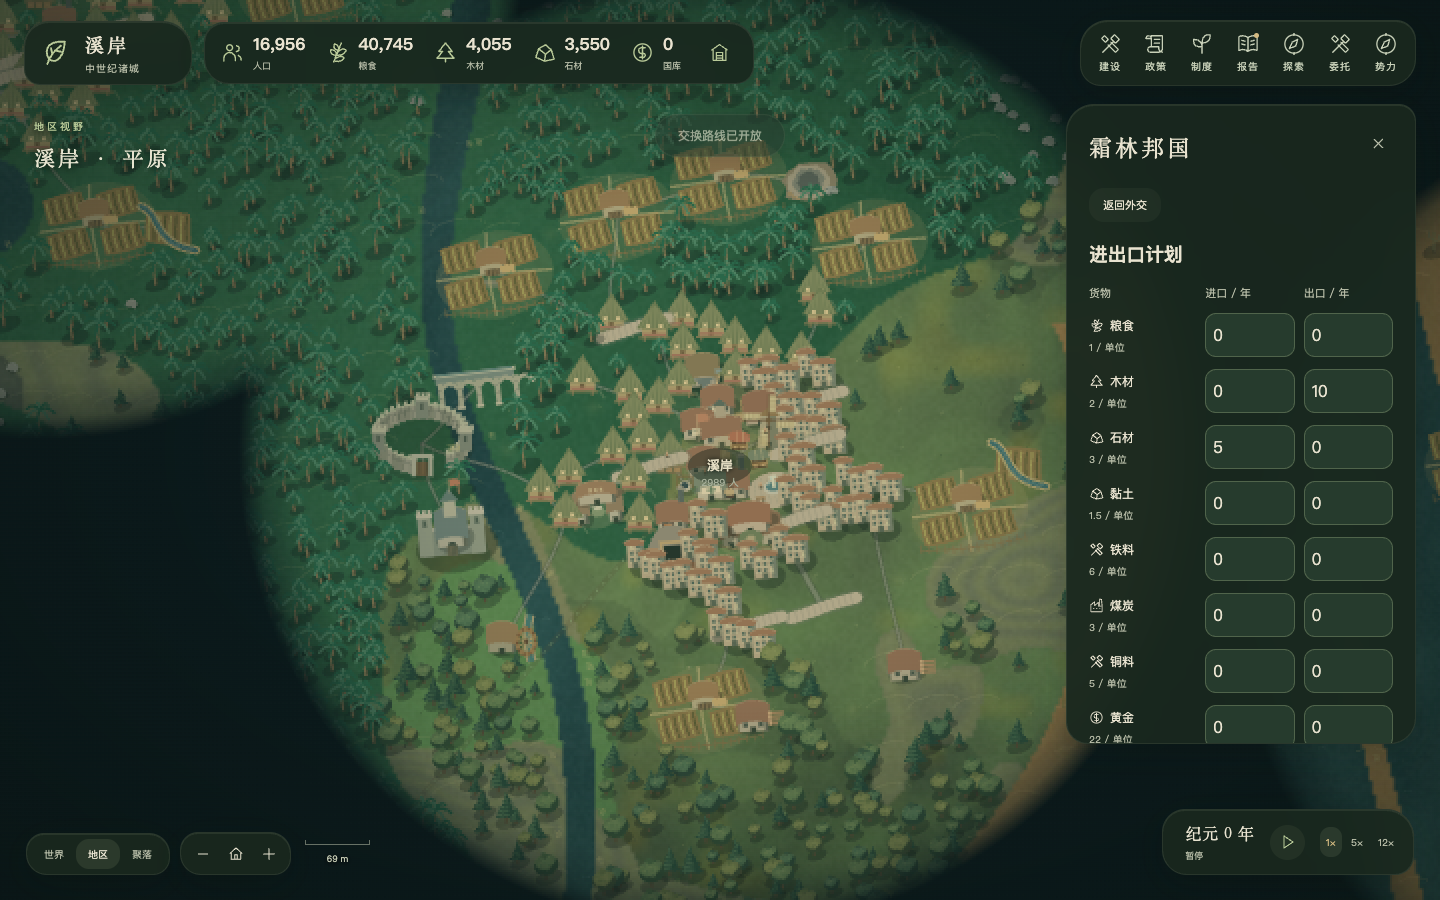 溪岸
中世纪诸城
16,956
人口
40,745
粮食
4,055
木材
3,550
石材
0
国库
建设
政策
制度
报告
探索
委托
势力
地区视野
溪岸 · 平原
交换路线已开放
溪岸
2989 人
霜林邦国
返回外交
进出口计划
货物 进口 / 年 出口 / 年
粮食 0 0
1 / 单位
木材 0 10
2 / 单位
石材 5 0
3 / 单位
黏土 0 0
1.5 / 单位
铁料 0 0
6 / 单位
煤炭 0 0
3 / 单位
铜料 0 0
5 / 单位
黄金 0 0
22 / 单位
世界 地区 聚落
69 m
纪元 0 年
暂停
1× 5× 12×